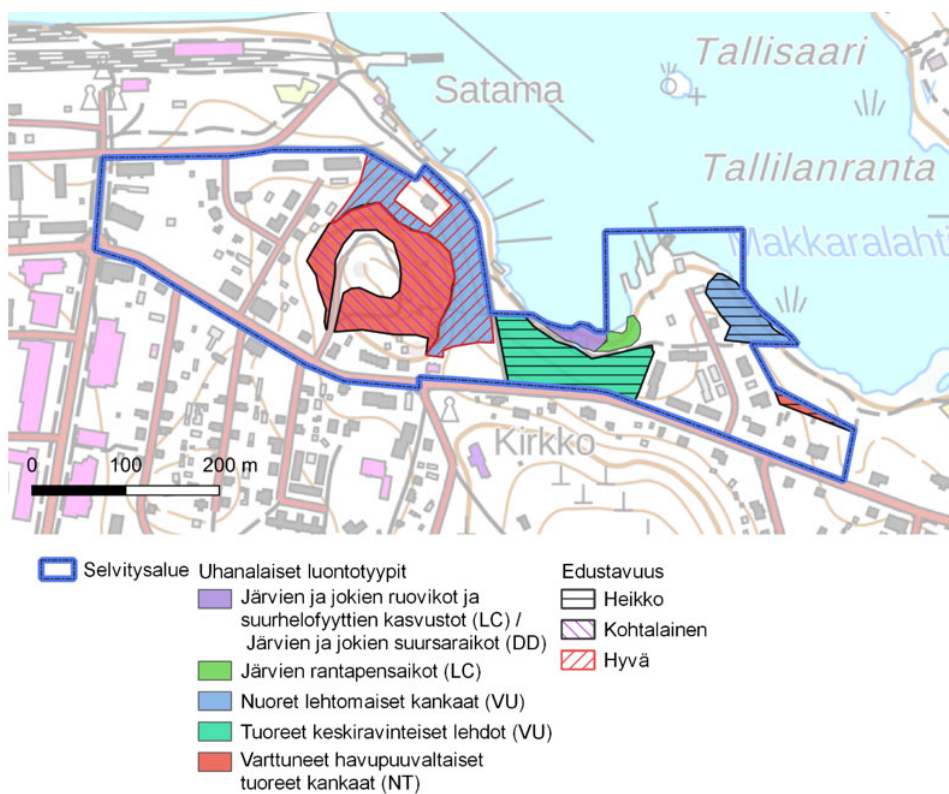 Tallisaari
Satama
Tallilanranta
Makkaralahti
Kirkko
0 100 200 m
Selvitysalue
Uhanalaiset luontotyypit
Järvien ja jokien ruovikot ja
suurhelofyyttien kasvustot (LC) /
Järvien ja jokien suursaraikot (DD)
Järvien rantapensaikot (LC)
Nuoret lehtomaiset kankaat (VU)
Tuoreet keskiravinteiset lehdot (VU)
Varttuneet havupuuvaltaiset
tuoreet kankaat (NT)
Edustavuus
Heikko
Kohtalainen
Hyvä